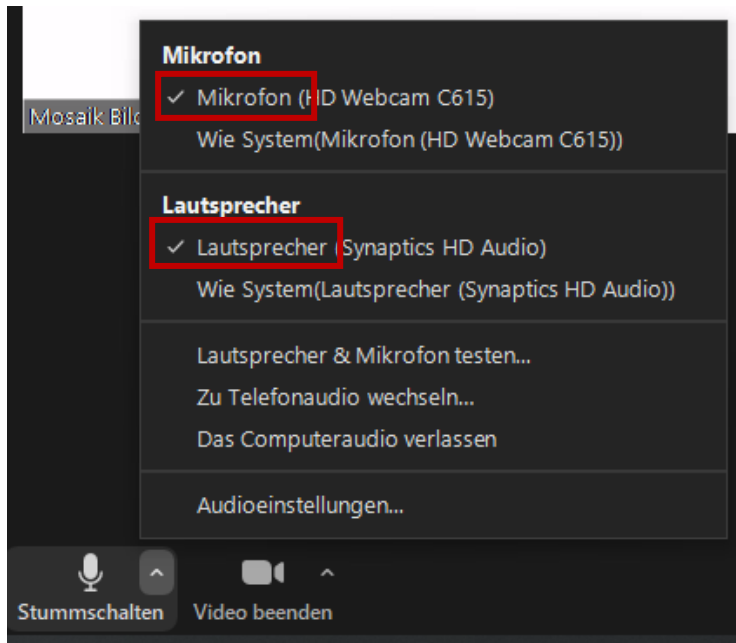 Mikrofon
Mikrofon (HD Webcam C615)
Mosaik
Wie System(Mikrofon (HD Webcam C615))
Lautsprecher
Lautsprecher (Synaptics HD Audio)
Wie System(Lautsprecher (Synaptics HD Audio))
Lautsprecher & Mikrofon testen...
Zu Telefonaudio wechseln...
Das Computeraudio verlassen
Audioeinstellungen...
Stummschalten Video beenden